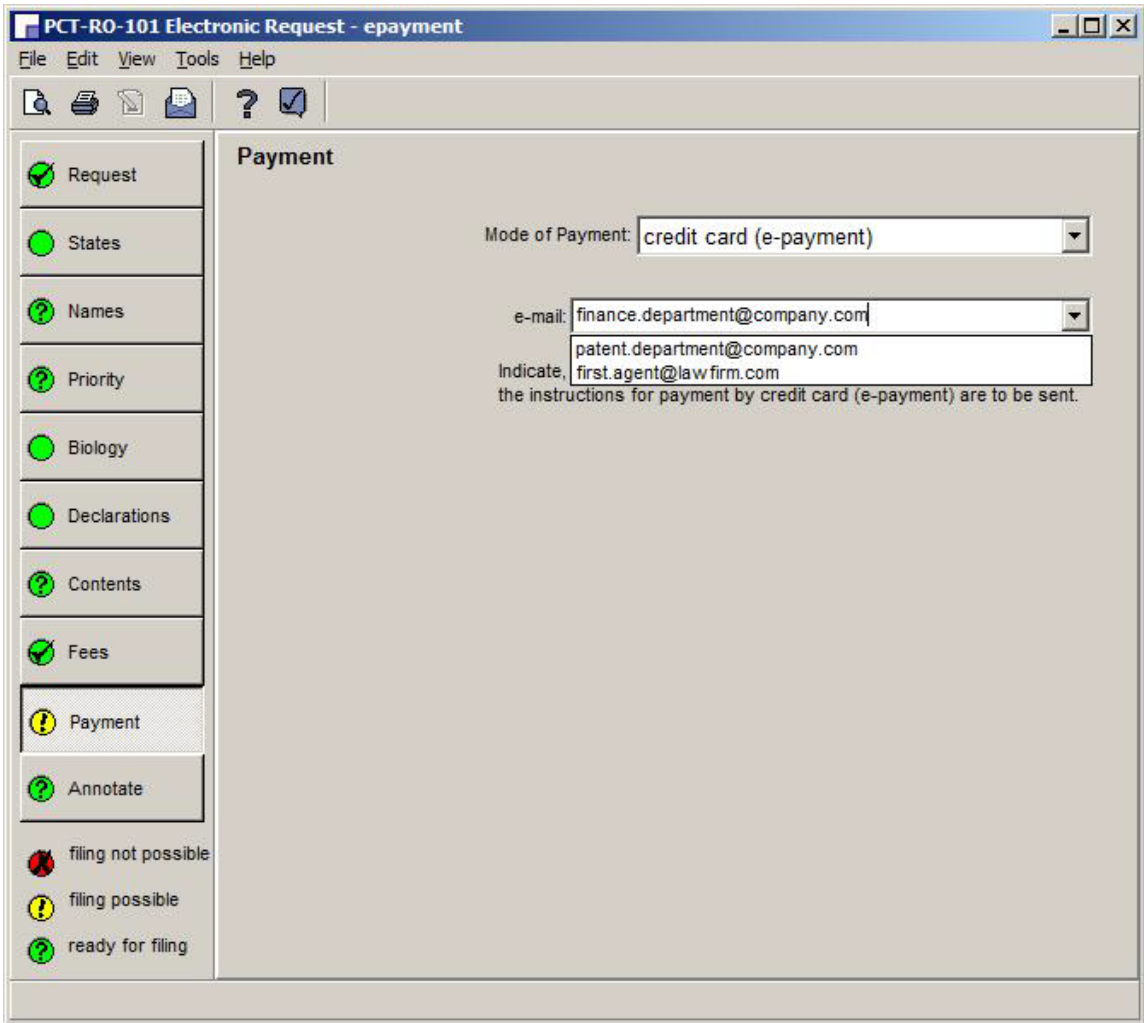 PCT-RO-101 Electronic Request - epayment
File Edit View Tools Help
Payment
Request
States
Names
Priority
Biology
Declarations
Contents
Fees
Payment
Annotate
filing not possible
filing possible
ready for filing
Mode of Payment: credit card (e-payment)
e-mail: finance.department@company.com
patent.department@company.com
Indicate, first.agent@lawfirm.com
the instructions for payment by credit card (e-payment) are to be sent.